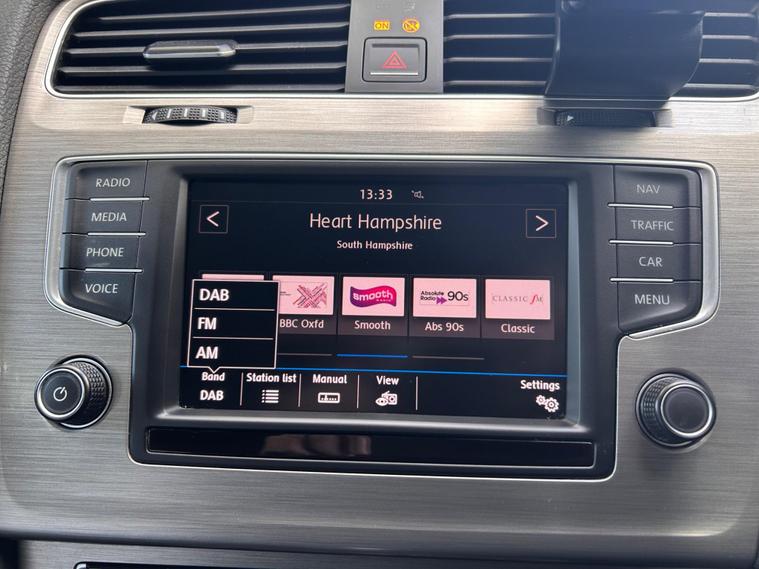 ON
RADIO
MEDIA
PHONE
VOICE
13:33
Heart Hampshire
South Hampshire
BBC Oxfd
smooth
RADIO
Smooth
Absolute
Radio 90s
Abs 90s
CLASSIC fM
Classic
DAB
FM
AM
Band
DAB
Station list
Manual
View
Settings
NAV
TRAFFIC
CAR
MENU